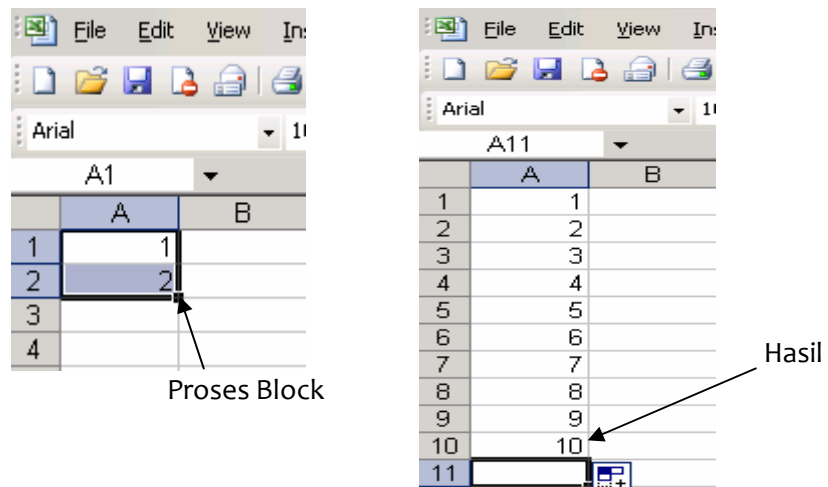 File Edit View
Arial
A1
A B
1 1
2 2
3
4
Proses Block
File Edit View
Arial
A11
A B
1 1
2 2
3 3
4 4
5 5
6 6
7 7
8 8
9 9
10 10
11
Hasil